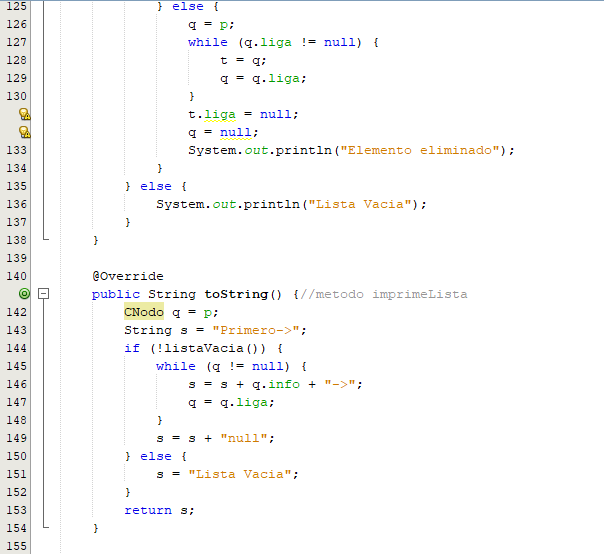 125 } else {
126 q = p;
127 while (q.liga != null) {
128 t = q;
129 q = q.liga;
130 }
t.liga = null;
q = null;
133 System.out.println("Elemento eliminado");
134 }
135 } else {
136 System.out.println("Lista Vacia");
137 }
138 }
139
140 @Override
public String toString() {//metodo imprimeLista
142 CNodo q = p;
143 String s = "Primero->";
144 if (!listaVacia()) {
145 while (q != null) {
146 s = s + q.info + "->";
147 q = q.liga;
148 }
149 s = s + "null";
150 } else {
151 s = "Lista Vacia";
152 }
153 return s;
154 }
155